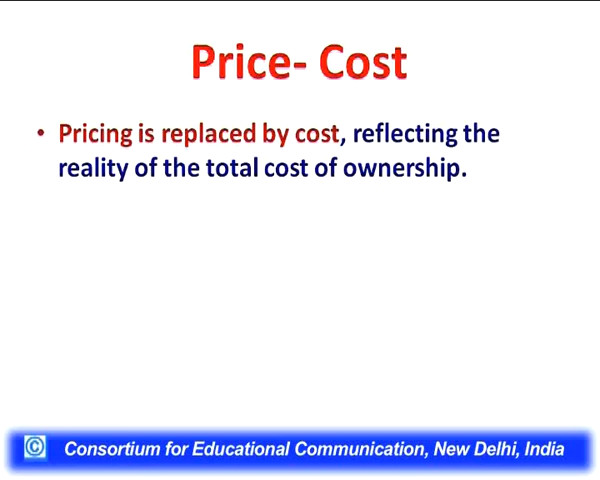 Price- Cost
• Pricing is replaced by cost, reflecting the
reality of the total cost of ownership.
© Consortium for Educational Communication, New Delhi, India